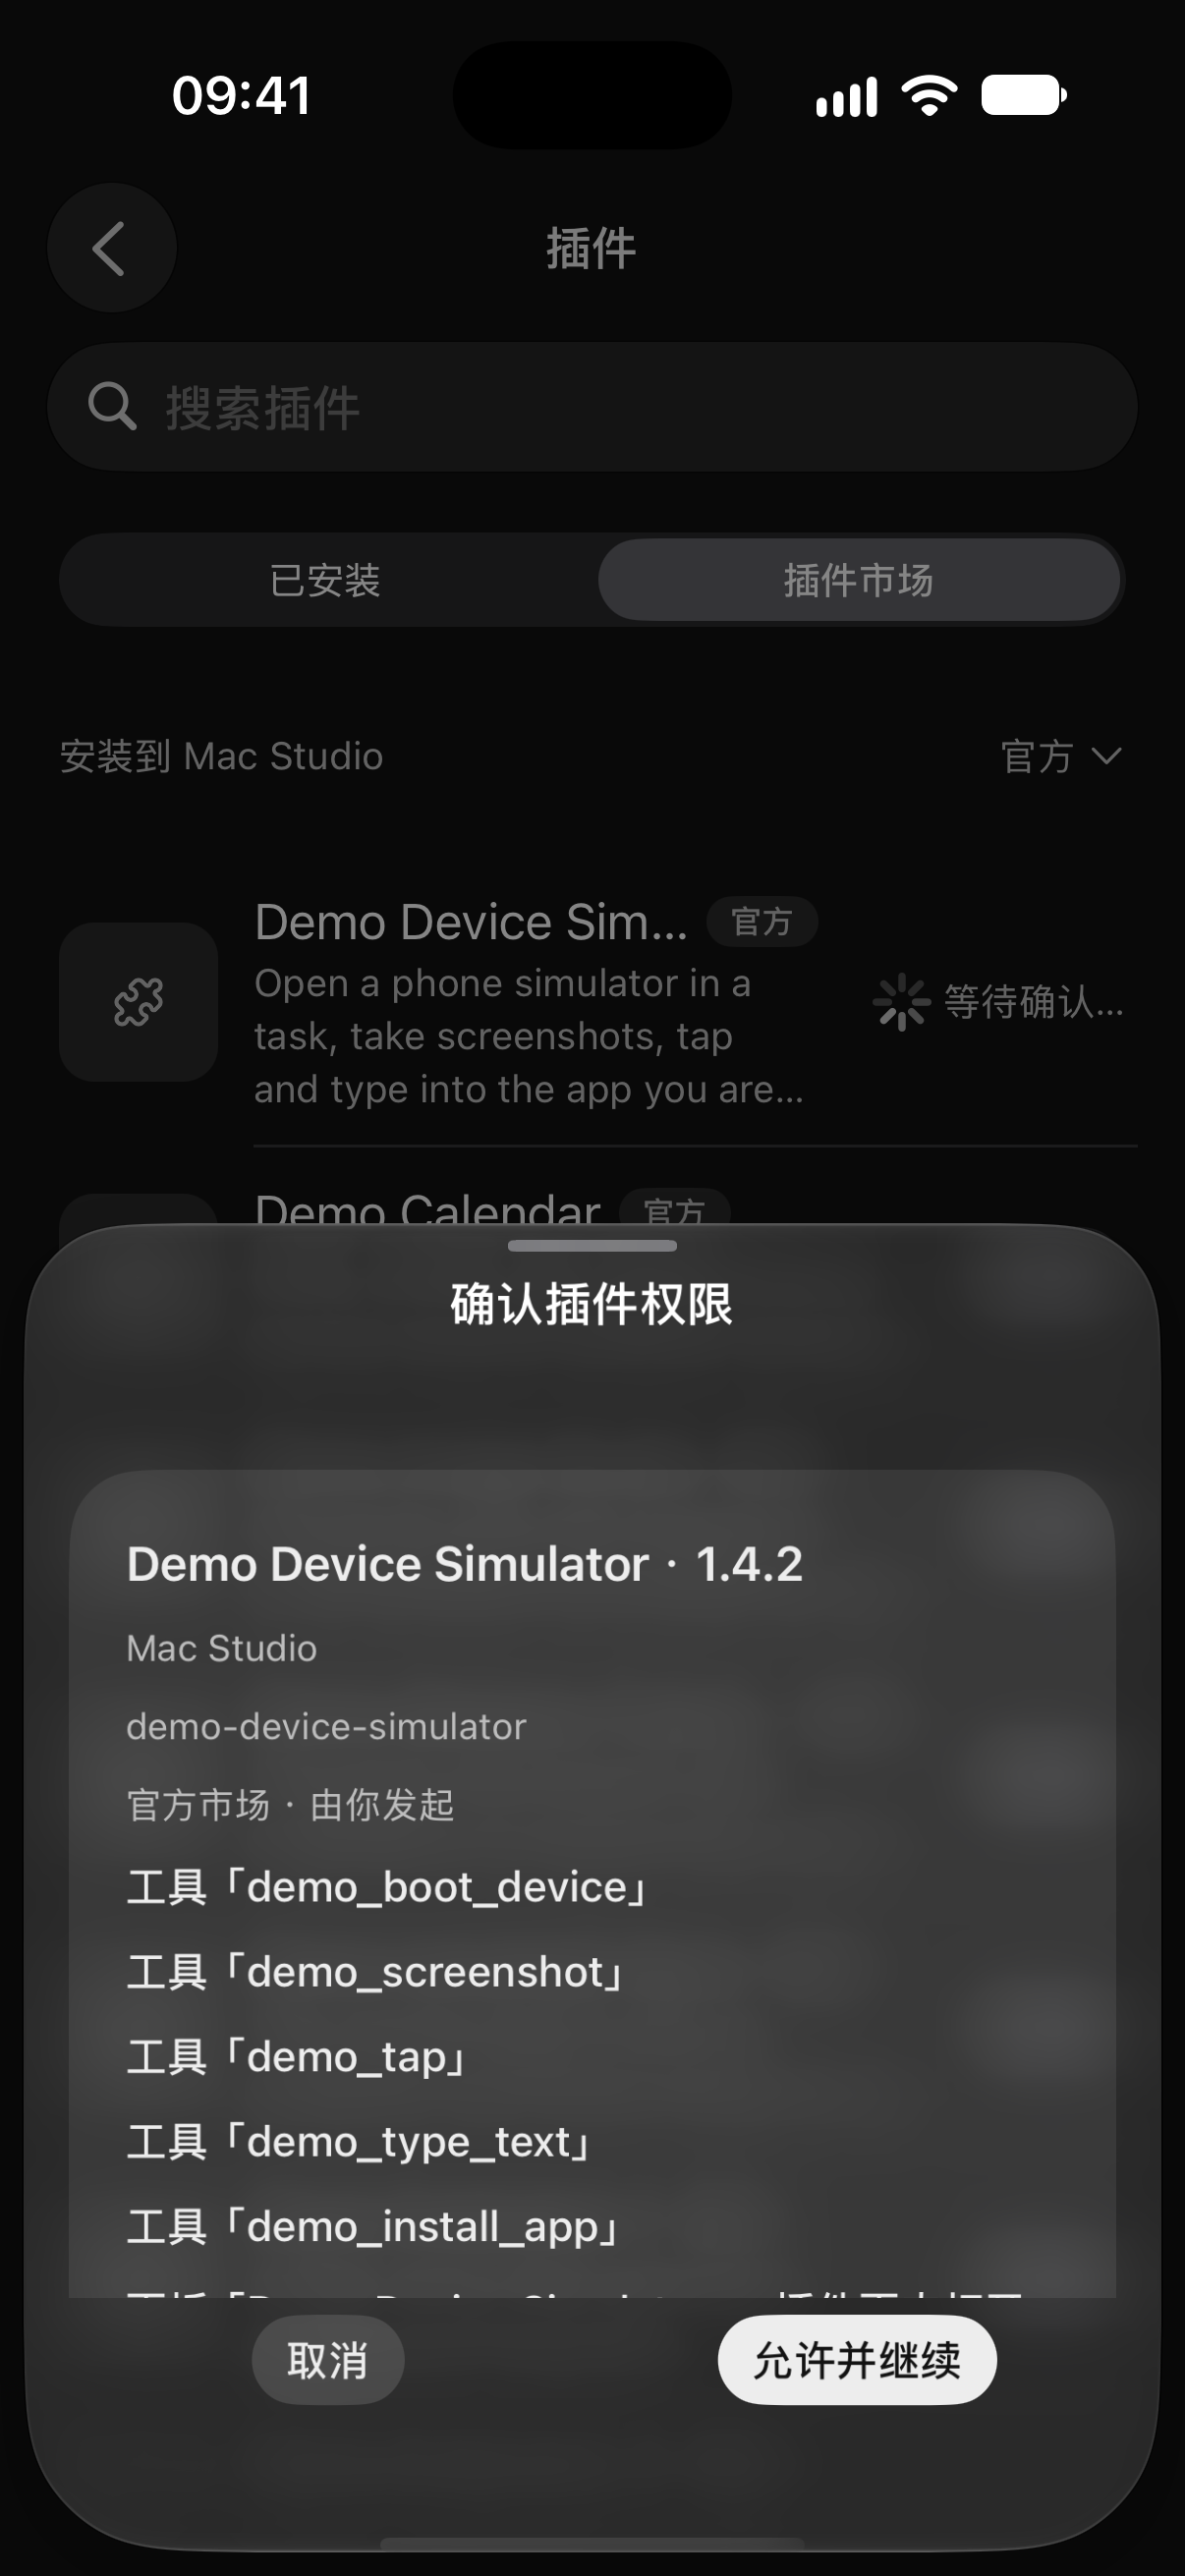 09:41
插件
搜索插件
已安装
插件市场
安装到 Mac Studio
官方
Demo Device Sim... 官方
Open a phone simulator in a
task, take screenshots, tap
and type into the app you are...
等待确认...
Demo Calendar 官方
确认插件权限
Demo Device Simulator · 1.4.2
Mac Studio
demo-device-simulator
官方市场 · 由你发起
工具「demo_boot_device」
工具「demo_screenshot」
工具「demo_tap」
工具「demo_type_text」
工具「demo_install_app」
取消
允许并继续